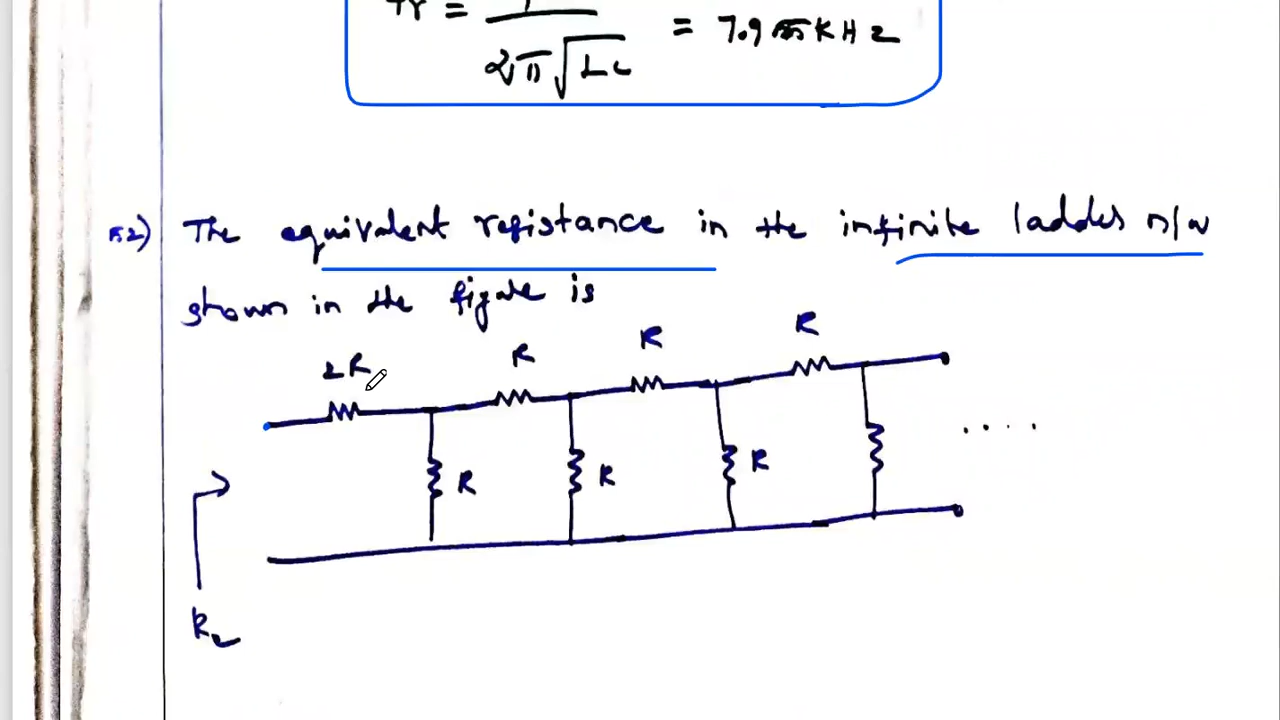 = 7.9 KHz
2π√LC
52) The equivalent resistance in the infinite ladder n/w
shown in the figure is
2R R R R
R R R
....